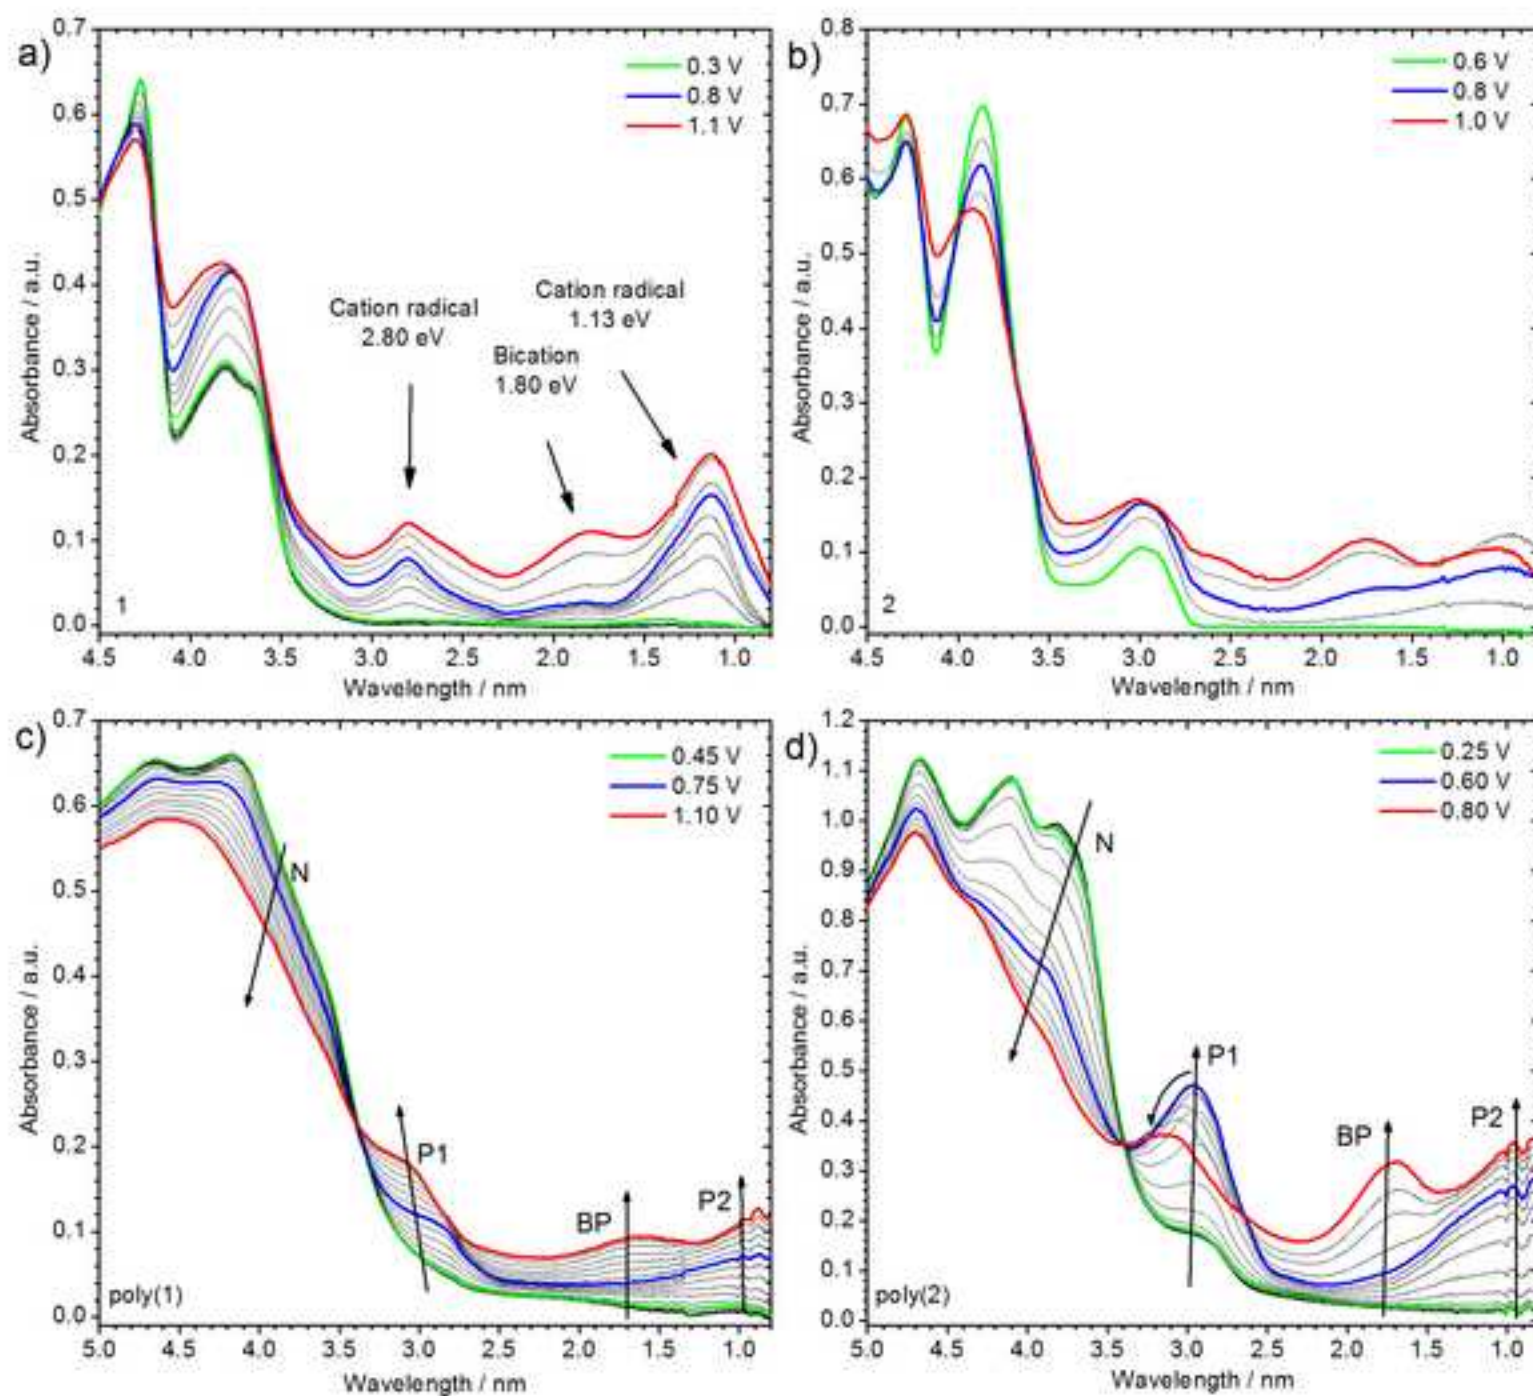 a)
0.7
0.6
0.5
0.4
0.3
0.2
0.1
0.0
Absorbance / a.u.
0.3 V
0.8 V
1.1 V
Cation radical
2.80 eV
Bication
1.80 eV
Cation radical
1.13 eV
1
4.5 4.0 3.5 3.0 2.5 2.0 1.5 1.0
Wavelength / nm
b)
0.8
0.7
0.6
0.5
0.4
0.3
0.2
0.1
0.0
Absorbance / a.u.
0.6 V
0.8 V
1.0 V
2
4.5 4.0 3.5 3.0 2.5 2.0 1.5 1.0
Wavelength / nm
c)
0.7
0.6
0.5
0.4
0.3
0.2
0.1
0.0
Absorbance / a.u.
0.45 V
0.75 V
1.10 V
N
P1
BP
P2
poly(1)
5.0 4.5 4.0 3.5 3.0 2.5 2.0 1.5 1.0
Wavelength / nm
d)
1.2
1.1
1.0
0.9
0.8
0.7
0.6
0.5
0.4
0.3
0.2
0.1
0.0
Absorbance / a.u.
0.25 V
0.60 V
0.80 V
N
P1
BP
P2
poly(2)
5.0 4.5 4.0 3.5 3.0 2.5 2.0 1.5 1.0
Wavelength / nm